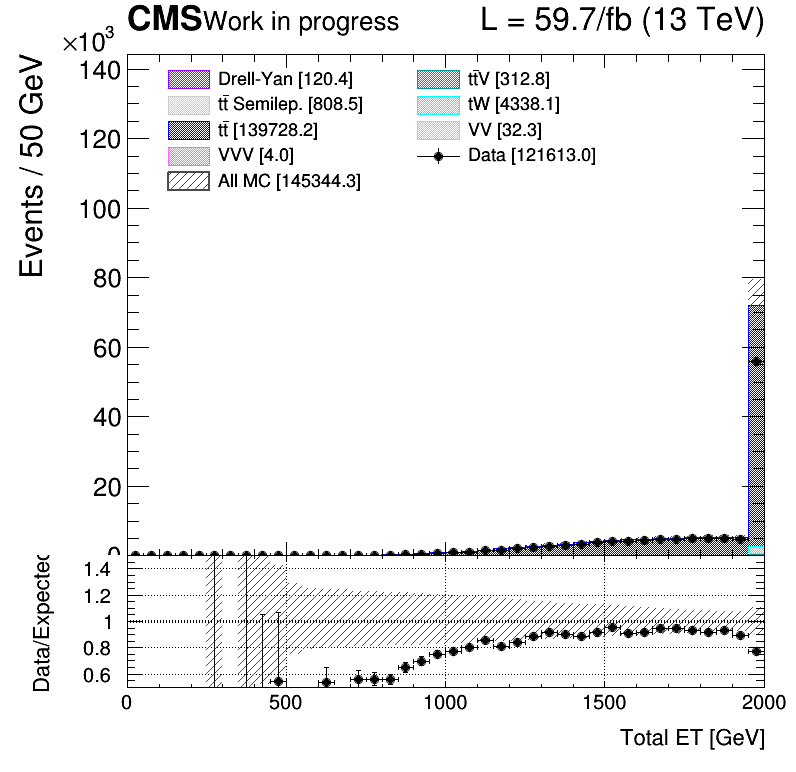 CMS Work in progress L = 59.7/fb (13 TeV)
×10³
Events / 50 GeV
140
120
100
80
60
40
20
0
Drell-Yan [120.4]
tt̄ Semilep. [808.5]
tt̄ [139728.2]
VVV [4.0]
All MC [145344.3]
tt̄V [312.8]
tW [4338.1]
VV [32.3]
Data [121613.0]
Data/Expected
1.4
1.2
1
0.8
0.6
0 500 1000 1500 2000
Total ET [GeV]